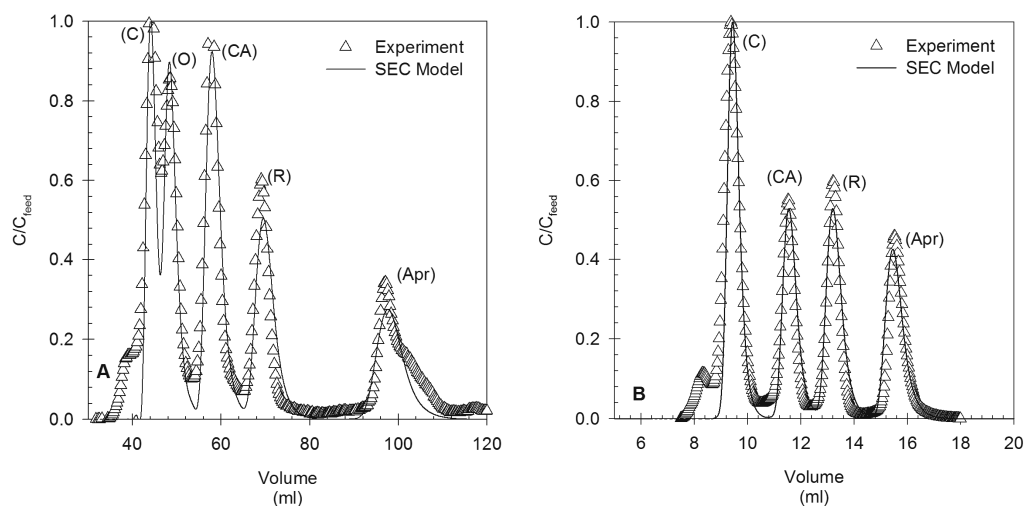 1.0
0.8
0.6
0.4
0.2
0.0
C/Cfeed
(C)
(O)
(CA)
(R)
(Apr)
△ Experiment
SEC Model
A
40 60 80 100 120
Volume
(ml)
1.0
0.8
0.6
0.4
0.2
0.0
C/Cfeed
(C)
(CA)
(R)
(Apr)
△ Experiment
SEC Model
B
6 8 10 12 14 16 18 20
Volume
(ml)